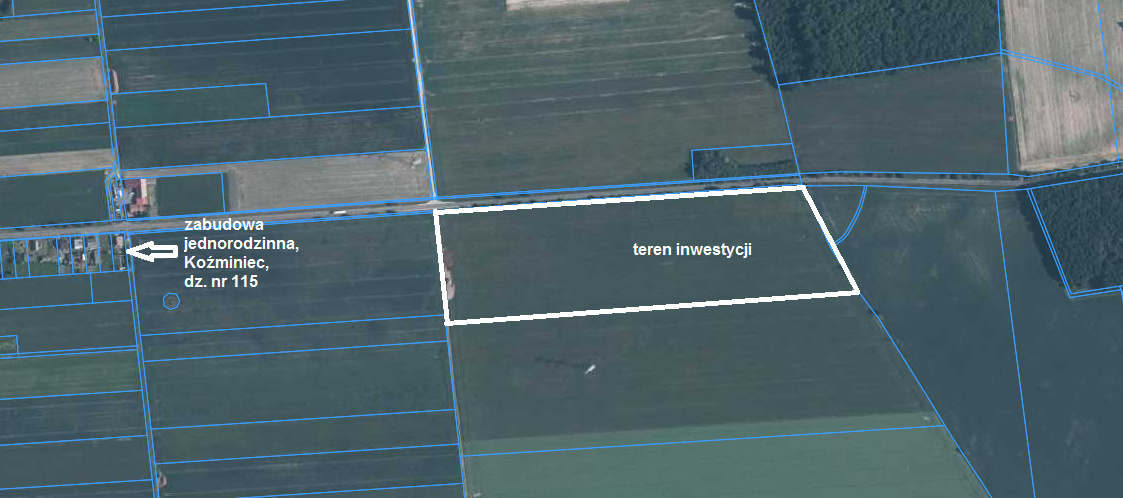 zabudowa
jednorodzinna,
Koźminiec,
dz. nr 115
teren inwestycji